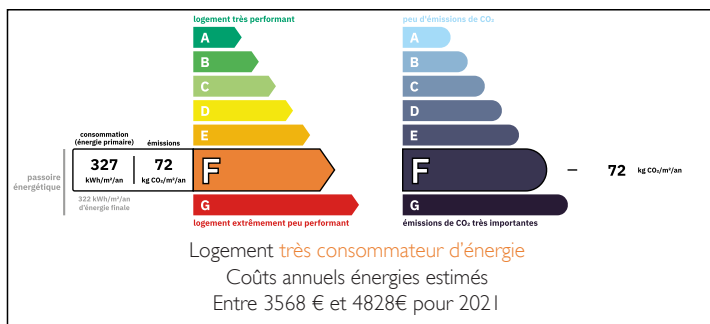 logement très performant
A
B
C
D
E
consommation
(énergie primaire)
émissions
327
kWh/m²/an
72
kg CO₂/m²/an
F
passoire
énergétique
322 kWh/m²/an
d'énergie finale
G
logement extrêmement peu performant
peu d'émissions de CO₂
A
B
C
D
E
F
72 kg CO₂/m²/an
G
émissions de CO₂ très importantes
Logement très consommateur d'énergie
Coûts annuels énergies estimés
Entre 3568 € et 4828€ pour 2021